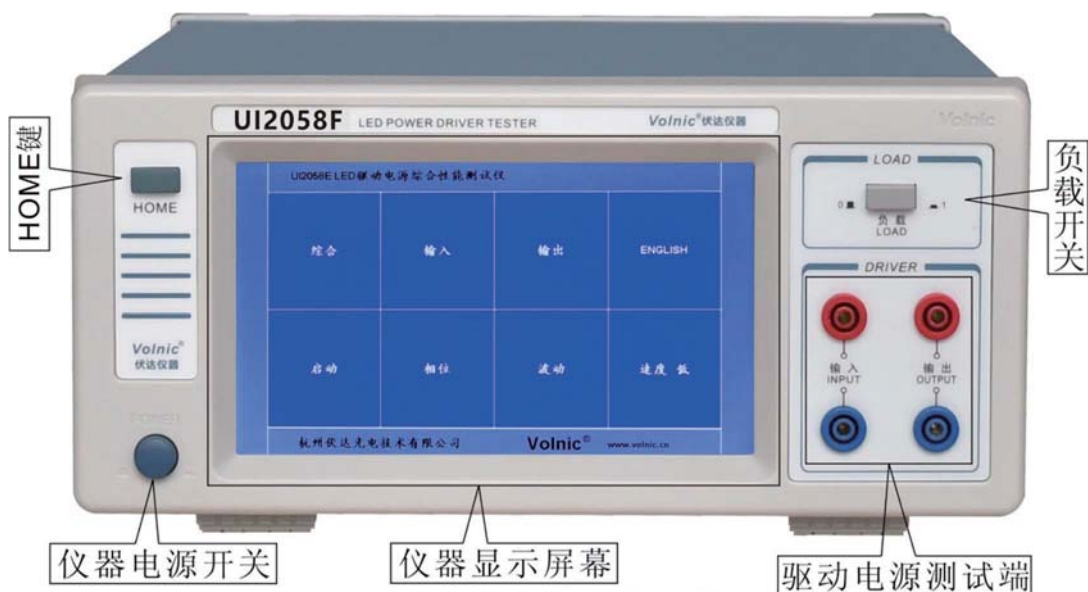 UI2058F LED POWER DRIVER TESTER Volnic®伏达仪器
Volnic
HOME键
HOME
Volnic®
伏达仪器
POWER
UI2058E LED驱动电源综合性能测试仪
综合 输入 输出 ENGLISH
启动 相位 波动 速度 低
杭州伏达光电技术有限公司 Volnic® www.volnic.cn
LOAD
0 1
负载
LOAD
负载开关
DRIVER
输入 输出
INPUT OUTPUT
仪器电源开关
仪器显示屏幕
驱动电源测试端